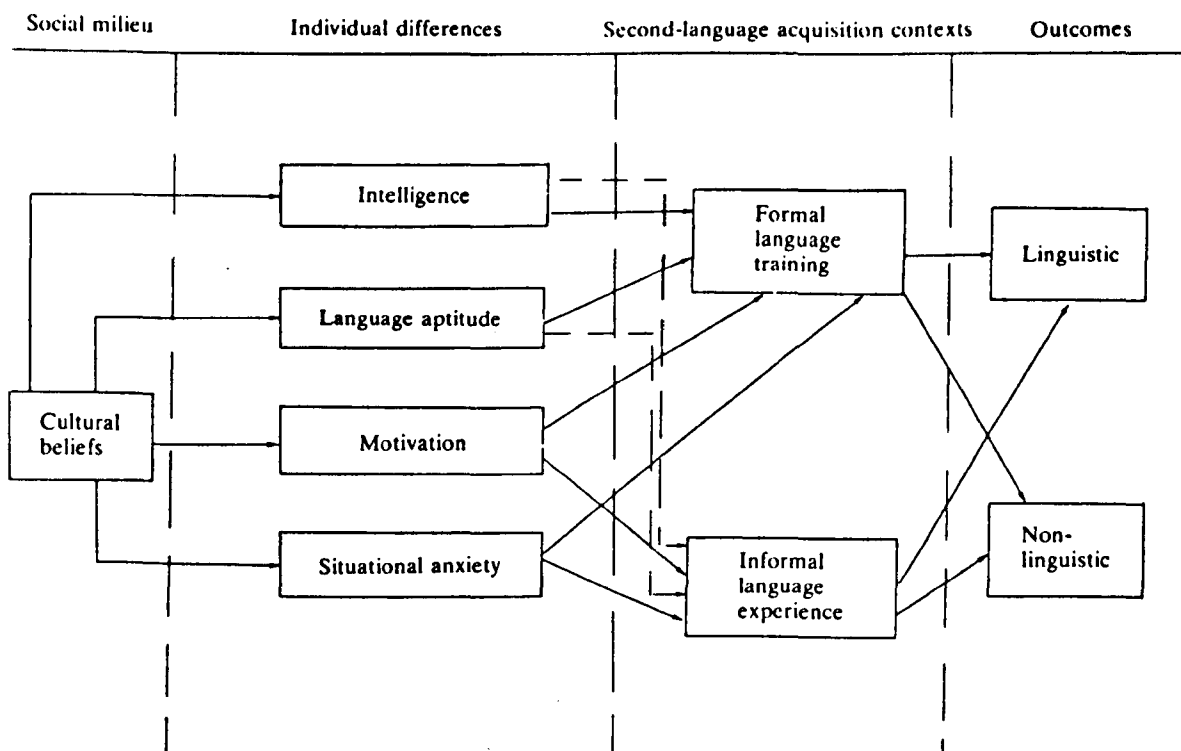 Social milieu
Individual differences
Second-language acquisition contexts
Outcomes
Intelligence
Formal
language
training
Linguistic
Language aptitude
Cultural
beliefs
Motivation
Situational anxiety
Informal
language
experience
Non-
linguistic